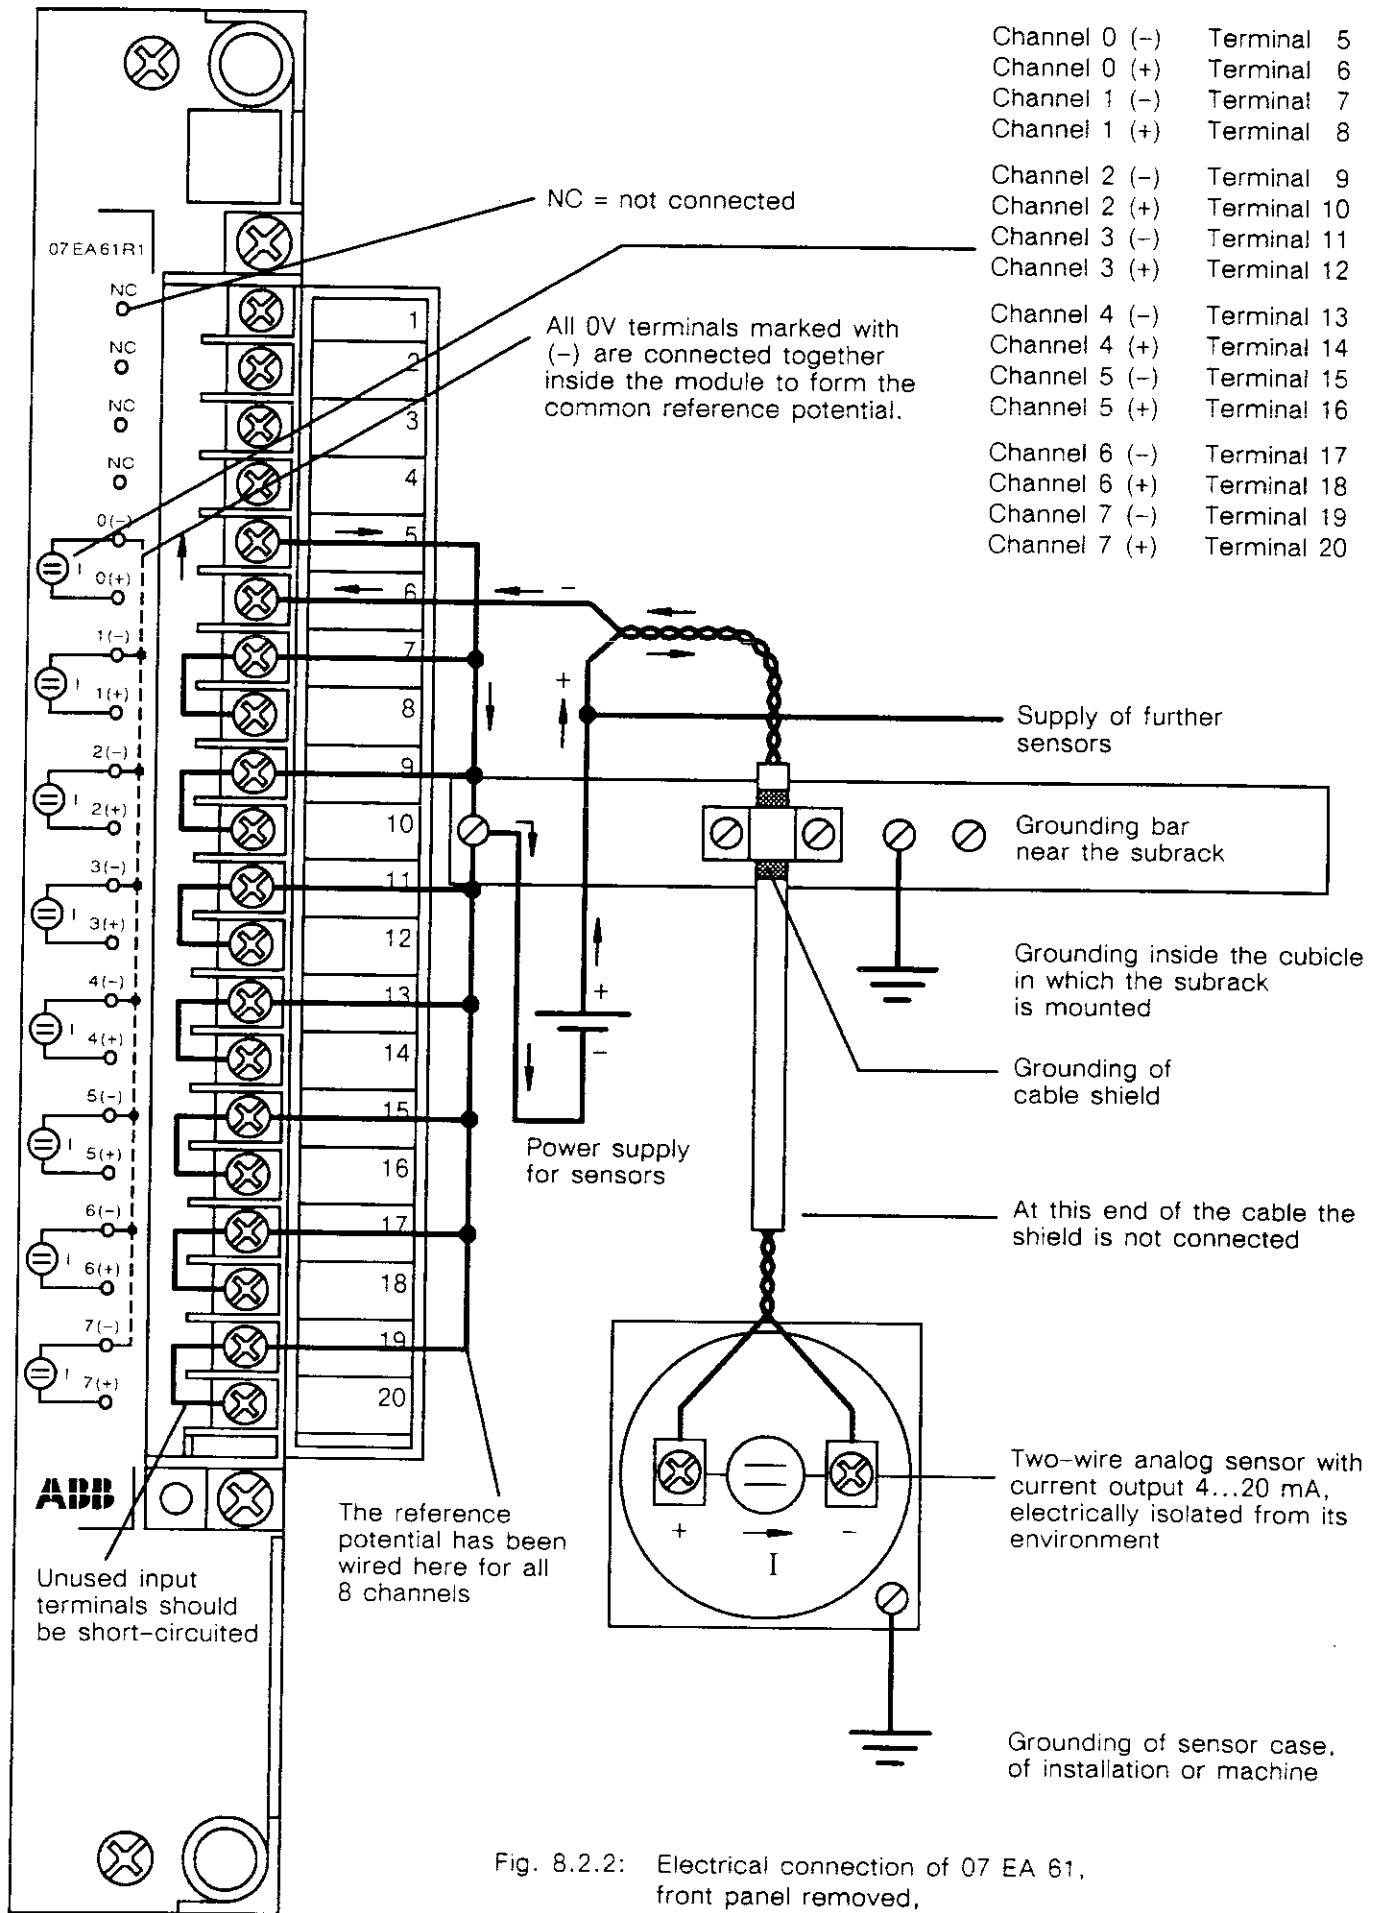 Channel 0 (-) Terminal 5
Channel 0 (+) Terminal 6
Channel 1 (-) Terminal 7
Channel 1 (+) Terminal 8
Channel 2 (-) Terminal 9
Channel 2 (+) Terminal 10
Channel 3 (-) Terminal 11
Channel 3 (+) Terminal 12
Channel 4 (-) Terminal 13
Channel 4 (+) Terminal 14
Channel 5 (-) Terminal 15
Channel 5 (+) Terminal 16
Channel 6 (-) Terminal 17
Channel 6 (+) Terminal 18
Channel 7 (-) Terminal 19
Channel 7 (+) Terminal 20
NC = not connected
All 0V terminals marked with
(-) are connected together
inside the module to form the
common reference potential.
07EA61R1
NC
NC
NC
NC
0(-)
I
0(+)
1(-)
I
1(+)
2(-)
I
2(+)
3(-)
I
3(+)
4(-)
I
4(+)
5(-)
I
5(+)
6(-)
I
6(+)
7(-)
I
7(+)
1
2
3
4
5
6
7
8
9
10
11
12
13
14
15
16
17
18
19
20
-
+
+
-
Supply of further
sensors
Grounding bar
near the subrack
Grounding inside the cubicle
in which the subrack
is mounted
Grounding of
cable shield
Power supply
for sensors
At this end of the cable the
shield is not connected
Two-wire analog sensor with
current output 4...20 mA,
electrically isolated from its
environment
+ -
I
ABB
The reference
potential has been
wired here for all
8 channels
Unused input
terminals should
be short-circuited
Grounding of sensor case,
of installation or machine
Fig. 8.2.2: Electrical connection of 07 EA 61,
front panel removed,